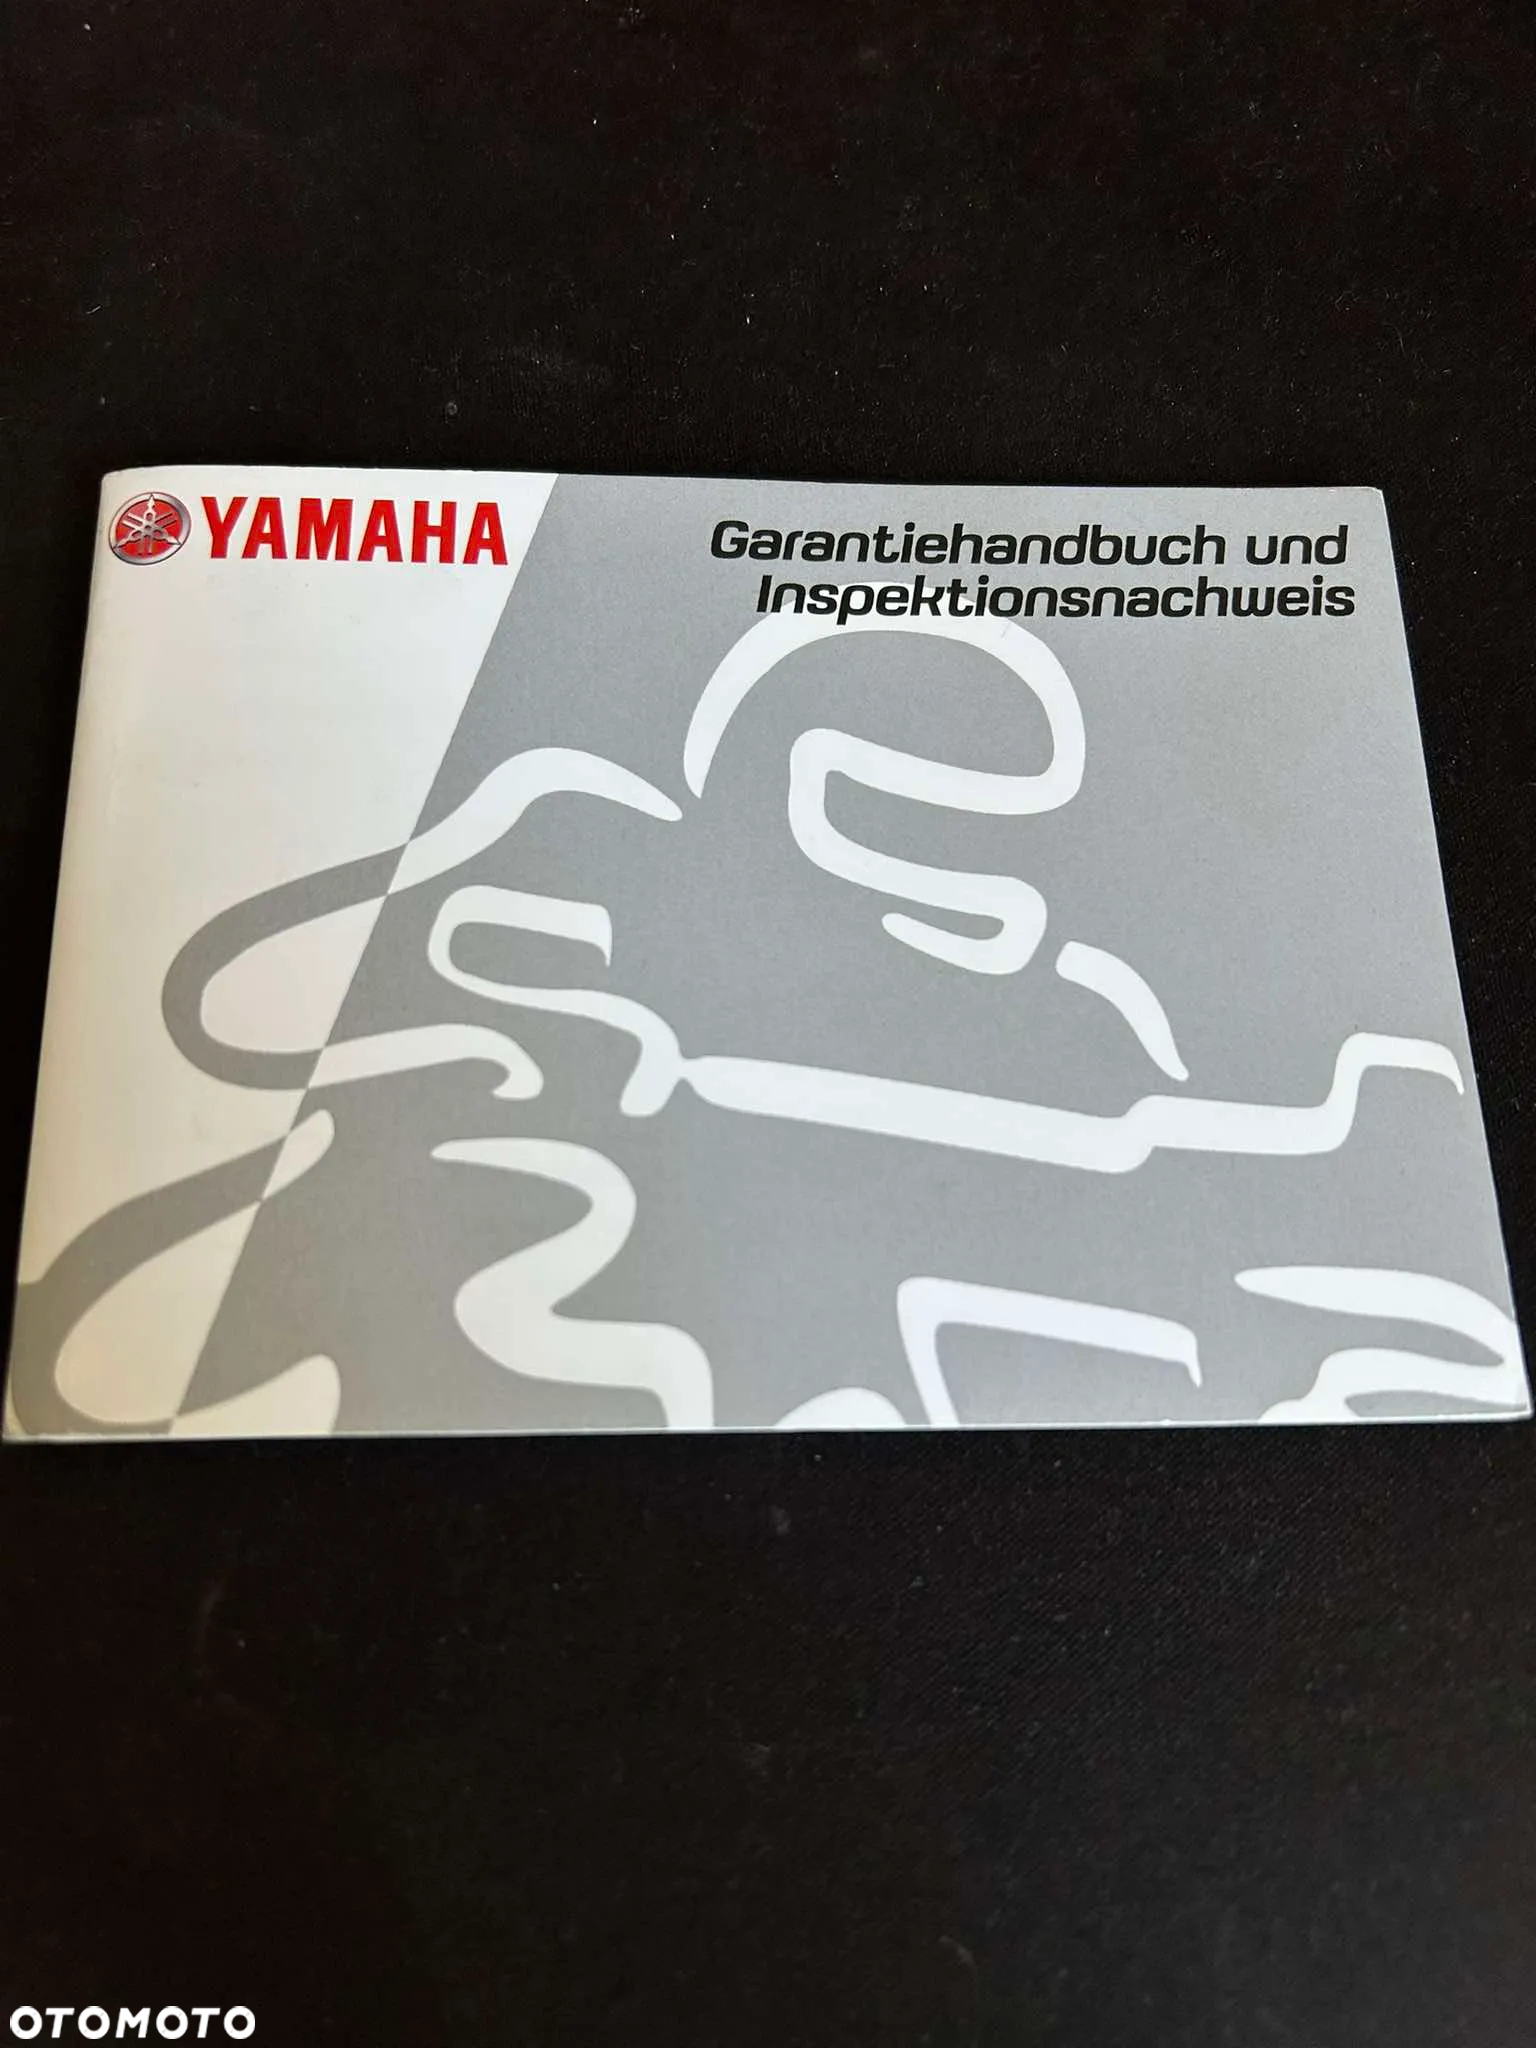 YAMAHA
Garantiehandbuch und
Inspektionsnachweis
OTOMOTO